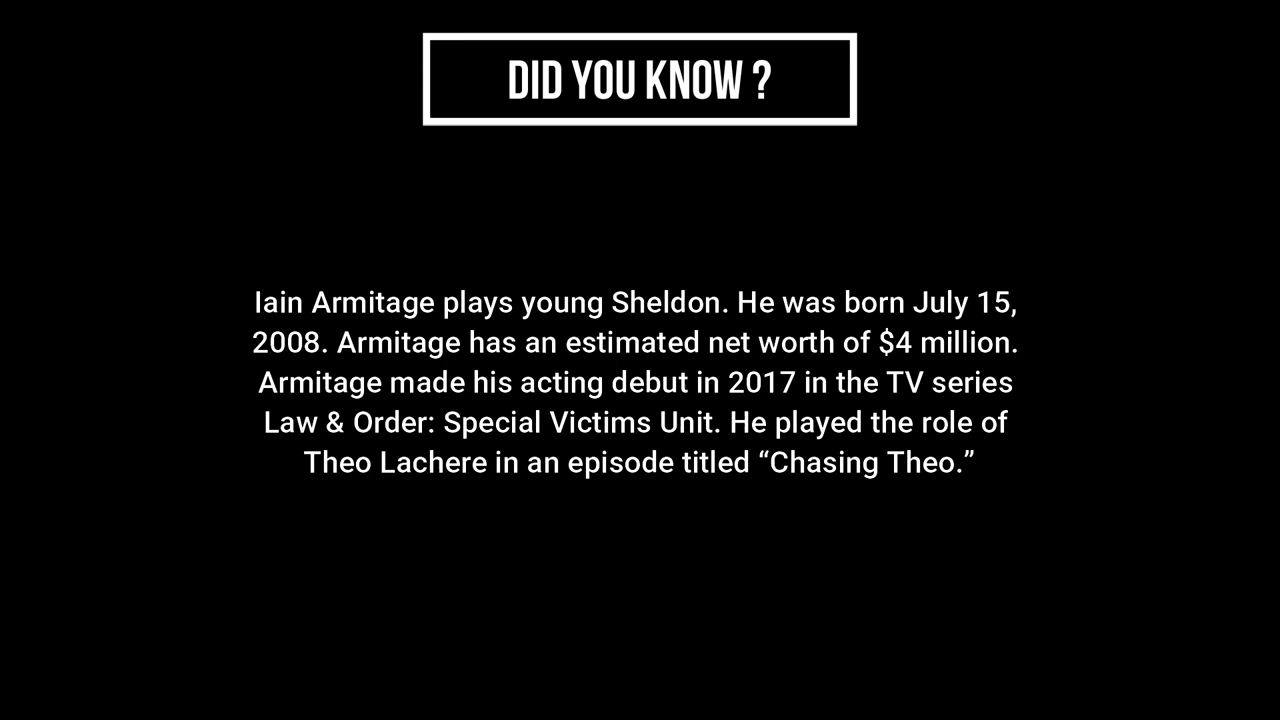 DID YOU KNOW ?
Iain Armitage plays young Sheldon. He was born July 15,
2008. Armitage has an estimated net worth of $4 million.
Armitage made his acting debut in 2017 in the TV series
Law & Order: Special Victims Unit. He played the role of
Theo Lachere in an episode titled “Chasing Theo.”